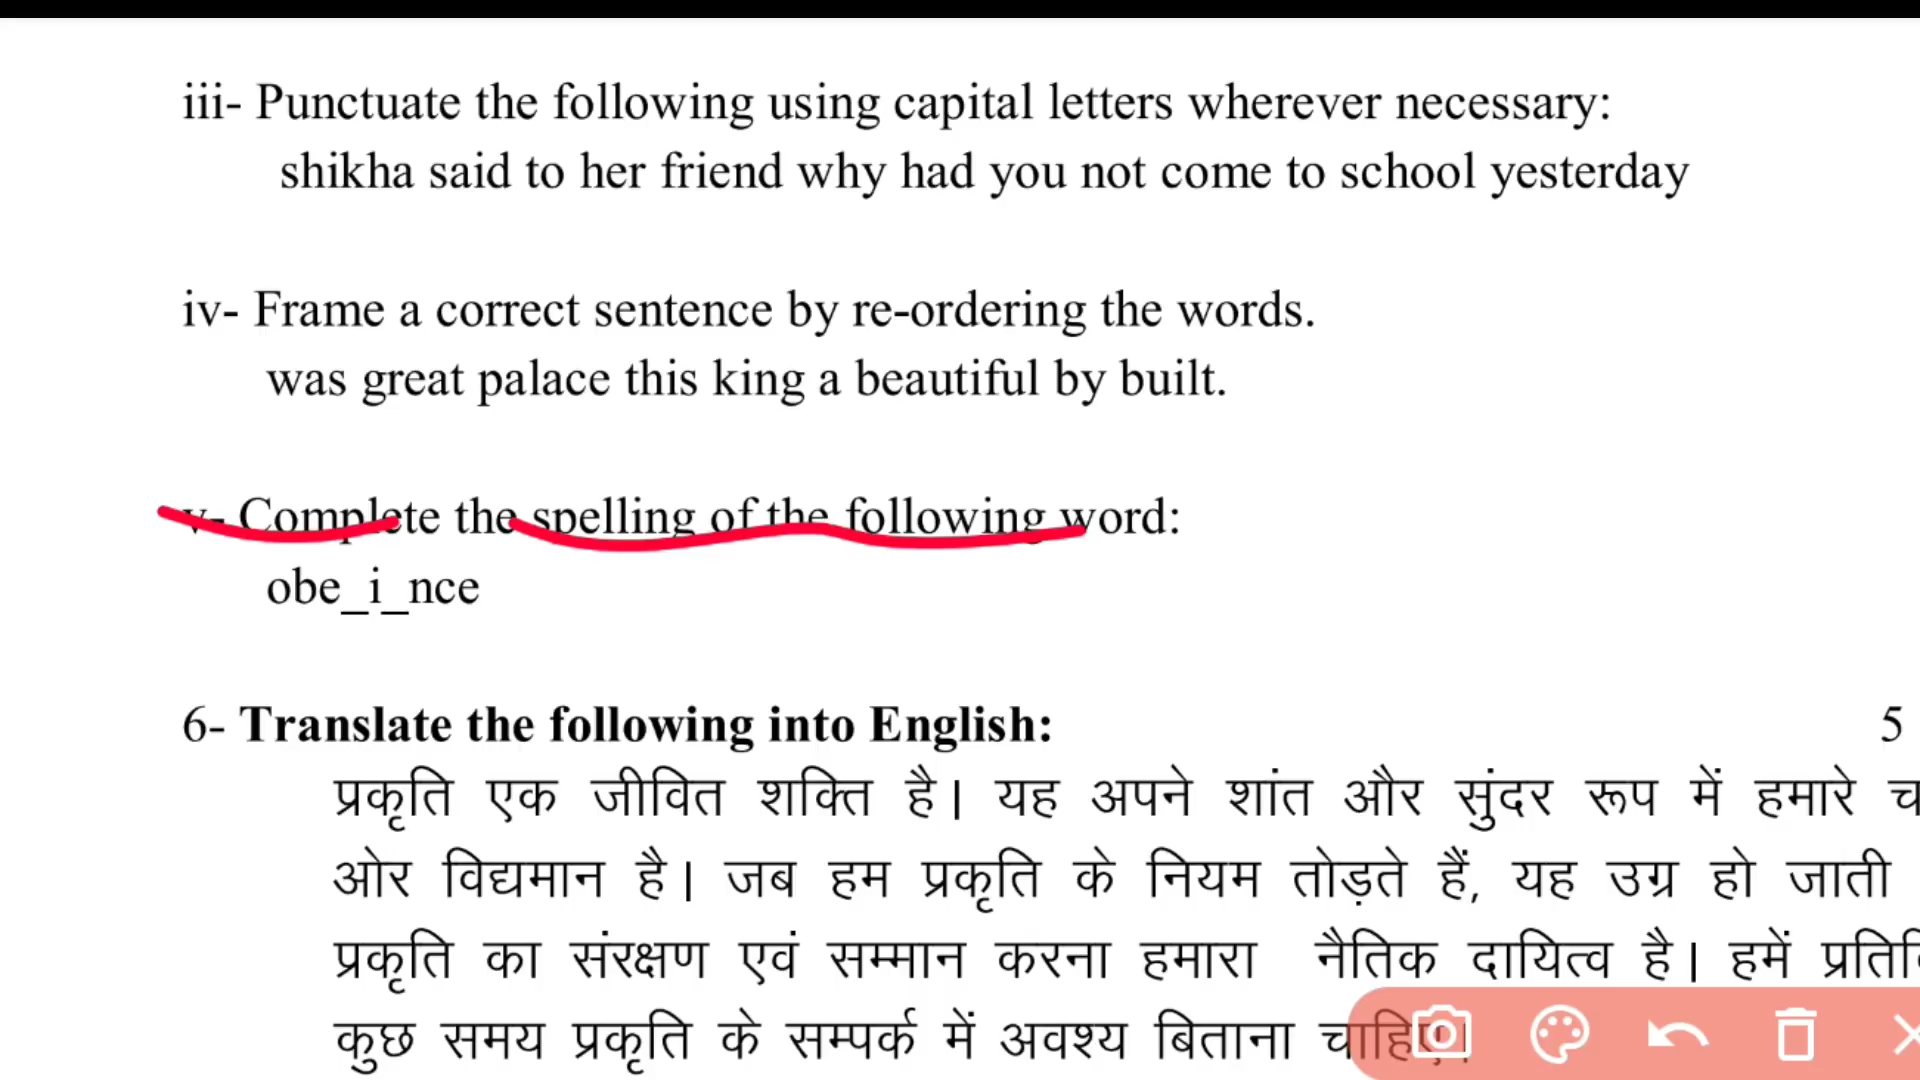 iii- Punctuate the following using capital letters wherever necessary:
shikha said to her friend why had you not come to school yesterday
iv- Frame a correct sentence by re-ordering the words.
was great palace this king a beautiful by built.
v- Complete the spelling of the following word:
obe_i_nce
6- Translate the following into English: 5
प्रकृति एक जीवित शक्ति है। यह अपने शांत और सुंदर रूप में हमारे
ओर विद्यमान है। जब हम प्रकृति के नियम तोड़ते हैं, यह उग्र हो जाती
प्रकृति का संरक्षण एवं सम्मान करना हमारा नैतिक दायित्व है। हमें
कुछ समय प्रकृति के सम्पर्क में अवश्य बिताना चाहिए।